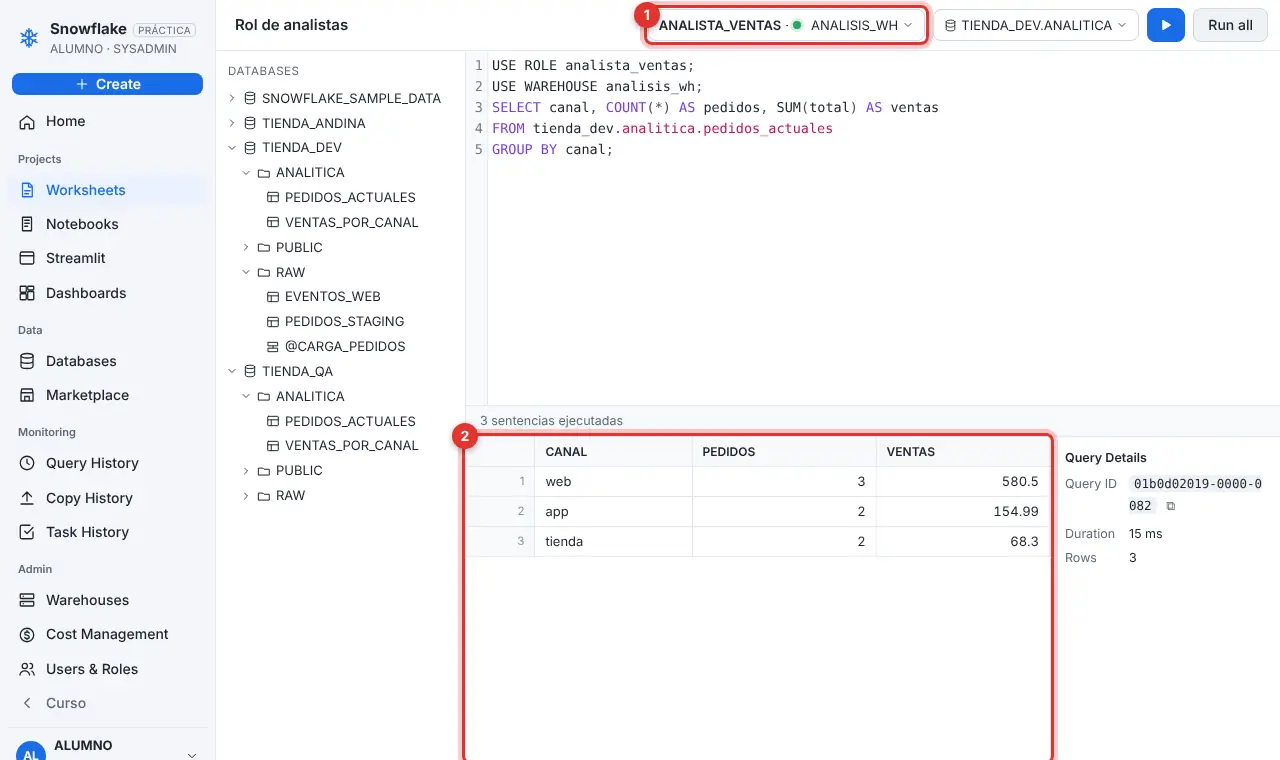 Snowflake PRÁCTICA
ALUMNO · SYSADMIN
+ Create
Home
Projects
Worksheets
Notebooks
Streamlit
Dashboards
Data
Databases
Marketplace
Monitoring
Query History
Copy History
Task History
Admin
Warehouses
Cost Management
Users & Roles
Curso
AL
ALUMNO
Rol de analistas
1
ANALISTA_VENTAS · ANALISIS_WH
TIENDA_DEV.ANALITICA
Run all
DATABASES
SNOWFLAKE_SAMPLE_DATA
TIENDA_ANDINA
TIENDA_DEV
ANALITICA
PEDIDOS_ACTUALES
VENTAS_POR_CANAL
PUBLIC
RAW
EVENTOS_WEB
PEDIDOS_STAGING
@CARGA_PEDIDOS
TIENDA_QA
ANALITICA
PEDIDOS_ACTUALES
VENTAS_POR_CANAL
PUBLIC
RAW
1 USE ROLE analista_ventas;
2 USE WAREHOUSE analisis_wh;
3 SELECT canal, COUNT(*) AS pedidos, SUM(total) AS ventas
4 FROM tienda_dev.analitica.pedidos_actuales
5 GROUP BY canal;
3 sentencias ejecutadas
2
CANAL PEDIDOS VENTAS
1 web 3 580.5
2 app 2 154.99
3 tienda 2 68.3
Query Details
Query ID 01b0d02019-0000-0
082
Duration 15 ms
Rows 3